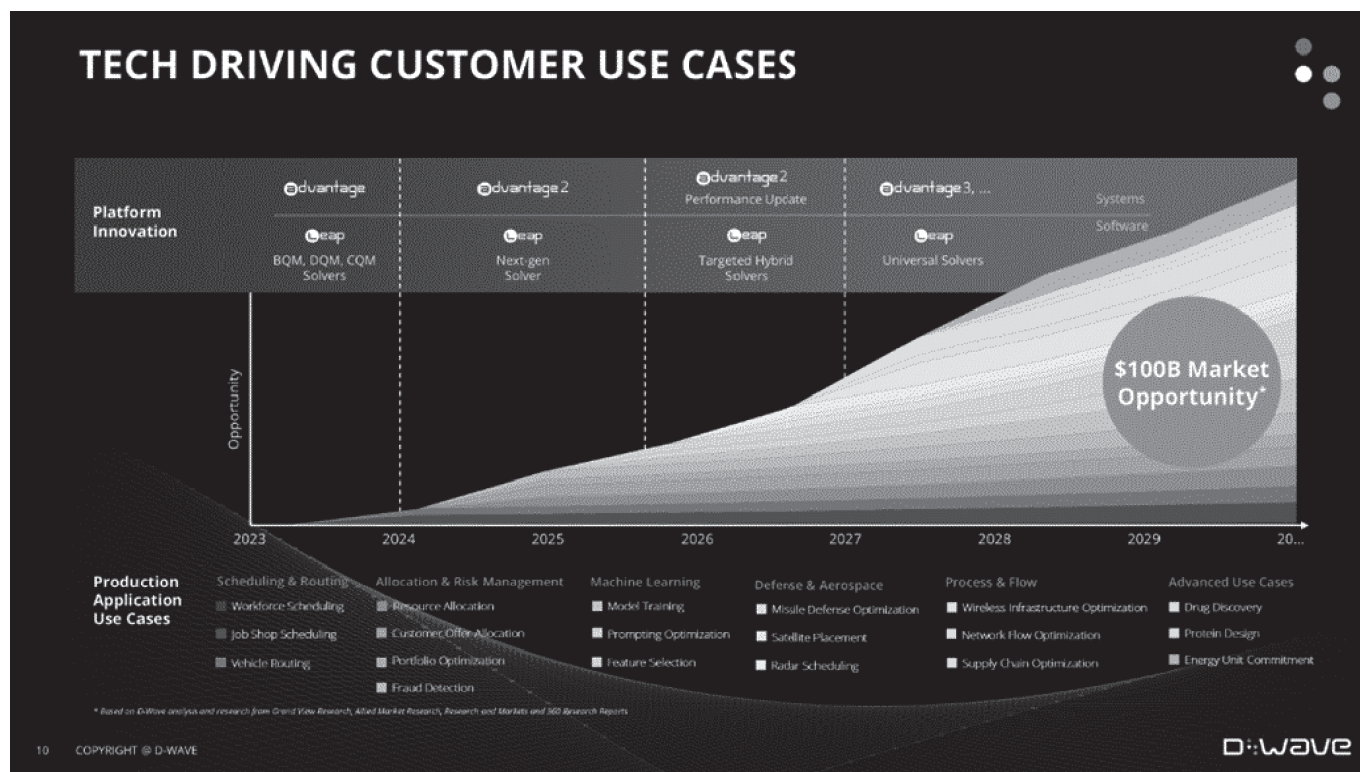 TECH DRIVING CUSTOMER USE CASES
Platform
Innovation
advantage
advantage2
advantage2
Performance Update
advantage3, ...
Systems
Leap
BQM, DQM, CQM
Solvers
Leap
Next-gen
Solver
Leap
Targeted Hybrid
Solvers
Leap
Universal Solvers
Software
Opportunity
$100B Market
Opportunity*
2023
2024
2025
2026
2027
2028
2029
20...
Production
Application
Use Cases
Scheduling & Routing
Workforce Scheduling
Job Shop Scheduling
Vehicle Routing
Allocation & Risk Management
Resource Allocation
Customer Offer Allocation
Portfolio Optimization
Fraud Detection
Machine Learning
Model Training
Prompting Optimization
Feature Selection
Defense & Aerospace
Missile Defense Optimization
Satellite Placement
Radar Scheduling
Process & Flow
Wireless Infrastructure Optimization
Network Flow Optimization
Supply Chain Optimization
Advanced Use Cases
Drug Discovery
Protein Design
Energy Unit Commitment
* Based on D-Wave analysis and research from Grand View Research, Allied Market Research, Research and Markets and 360 Research Reports
10 COPYRIGHT @ D-WAVE
D:wave